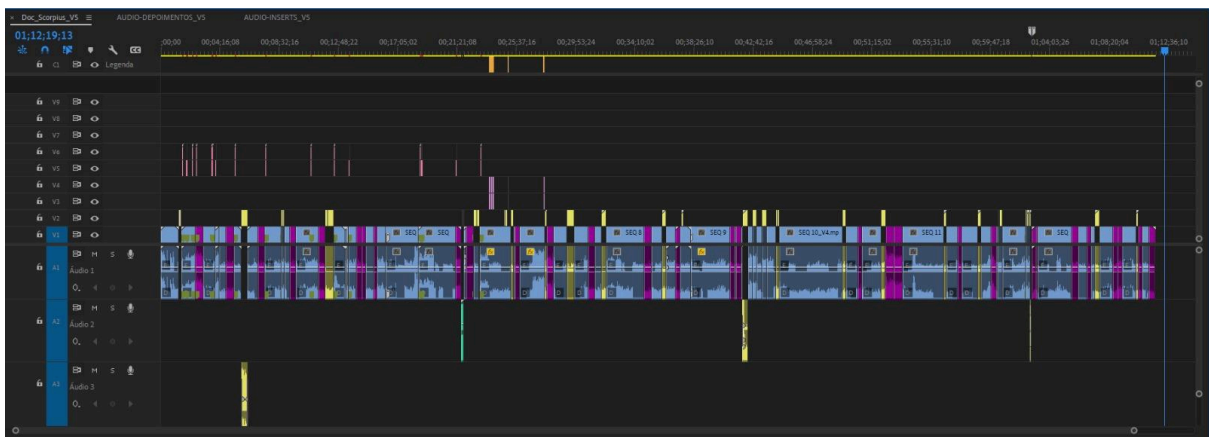 × Doc_Scorpius_V5 ≡ AUDIO-DEPOIMENTOS_V5 AUDIO-INSERTS_V5
01;12;19;13
;00;00 00;04;16;08 00;08;32;16 00;12;48;22 00;17;05;02 00;21;21;08 00;25;37;16 00;29;53;24 00;34;10;02 00;38;26;10 00;42;42;16 00;46;58;24 00;51;15;02 00;55;31;10 00;59;47;18 01;04;03;26 01;08;20;04 01;12;36;10
C1 Legenda
V9
V8
V7
V6
V5
V4
V3
V2
V1 SEQ SEQ SEQ 8 SEQ 9 SEQ 10_V4.mp SEQ 11 SEQ
M S
A1 Áudio 1
0,
M S
A2 Áudio 2
0,
M S
A3 Áudio 3
0,